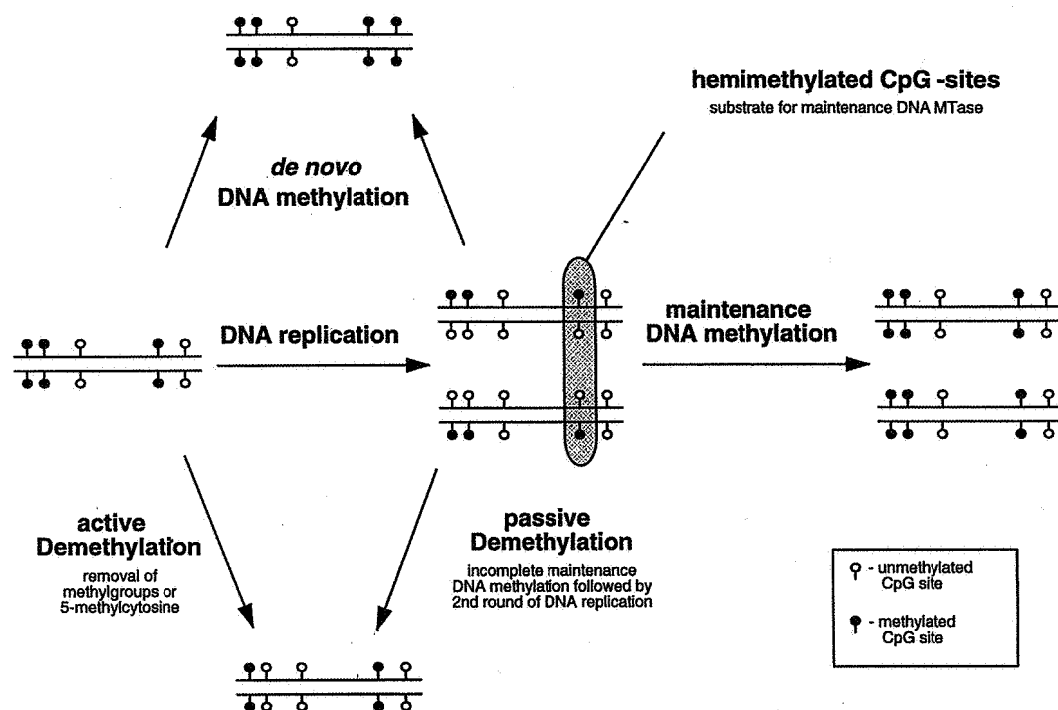 hemimethylated CpG -sites
substrate for maintenance DNA MTase
de novo
DNA methylation
DNA replication
maintenance
DNA methylation
active
Demethylation
removal of
methylgroups or
5-methylcytosine
passive
Demethylation
incomplete maintenance
DNA methylation followed by
2nd round of DNA replication
- unmethylated
CpG site
- methylated
CpG site